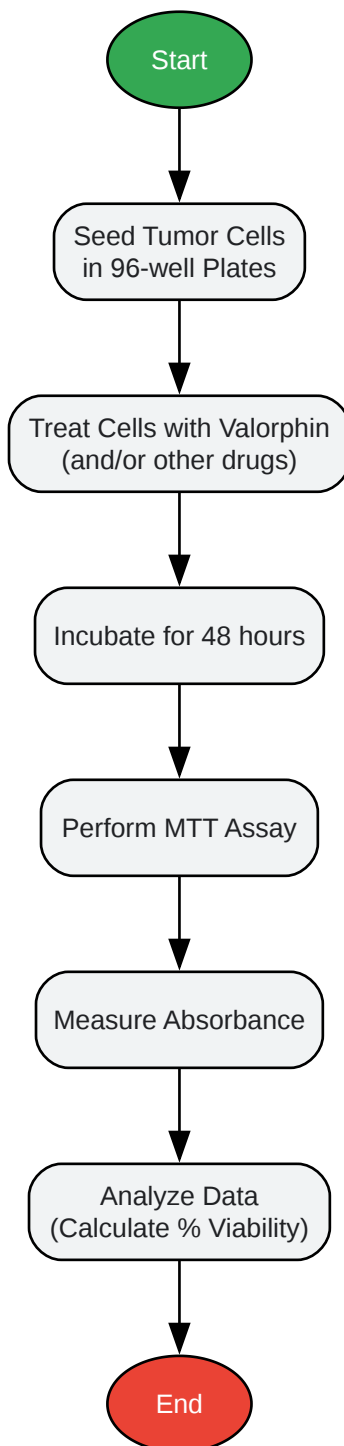 Start
Seed Tumor Cells
in 96-well Plates
Treat Cells with Valorphin
(and/or other drugs)
Incubate for 48 hours
Perform MTT Assay
Measure Absorbance
Analyze Data
(Calculate % Viability)
End